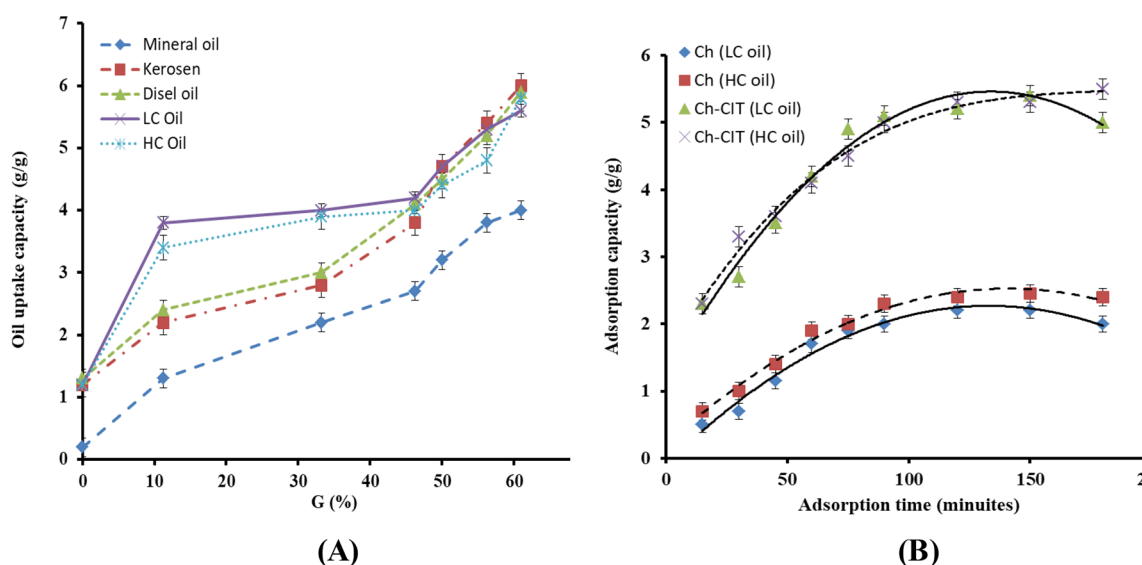 7
6
5
4
3
2
1
0
Oil uptake capacity (g/g)
Mineral oil
Kerosen
Disel oil
LC Oil
HC Oil
0 10 20 30 40 50 60
G (%)
(A)
6
5
4
3
2
1
0
Adsorption capacity (g/g)
Ch (LC oil)
Ch (HC oil)
Ch-CIT (LC oil)
Ch-CIT (HC oil)
0 50 100 150 2
Adsorption time (minuites)
(B)